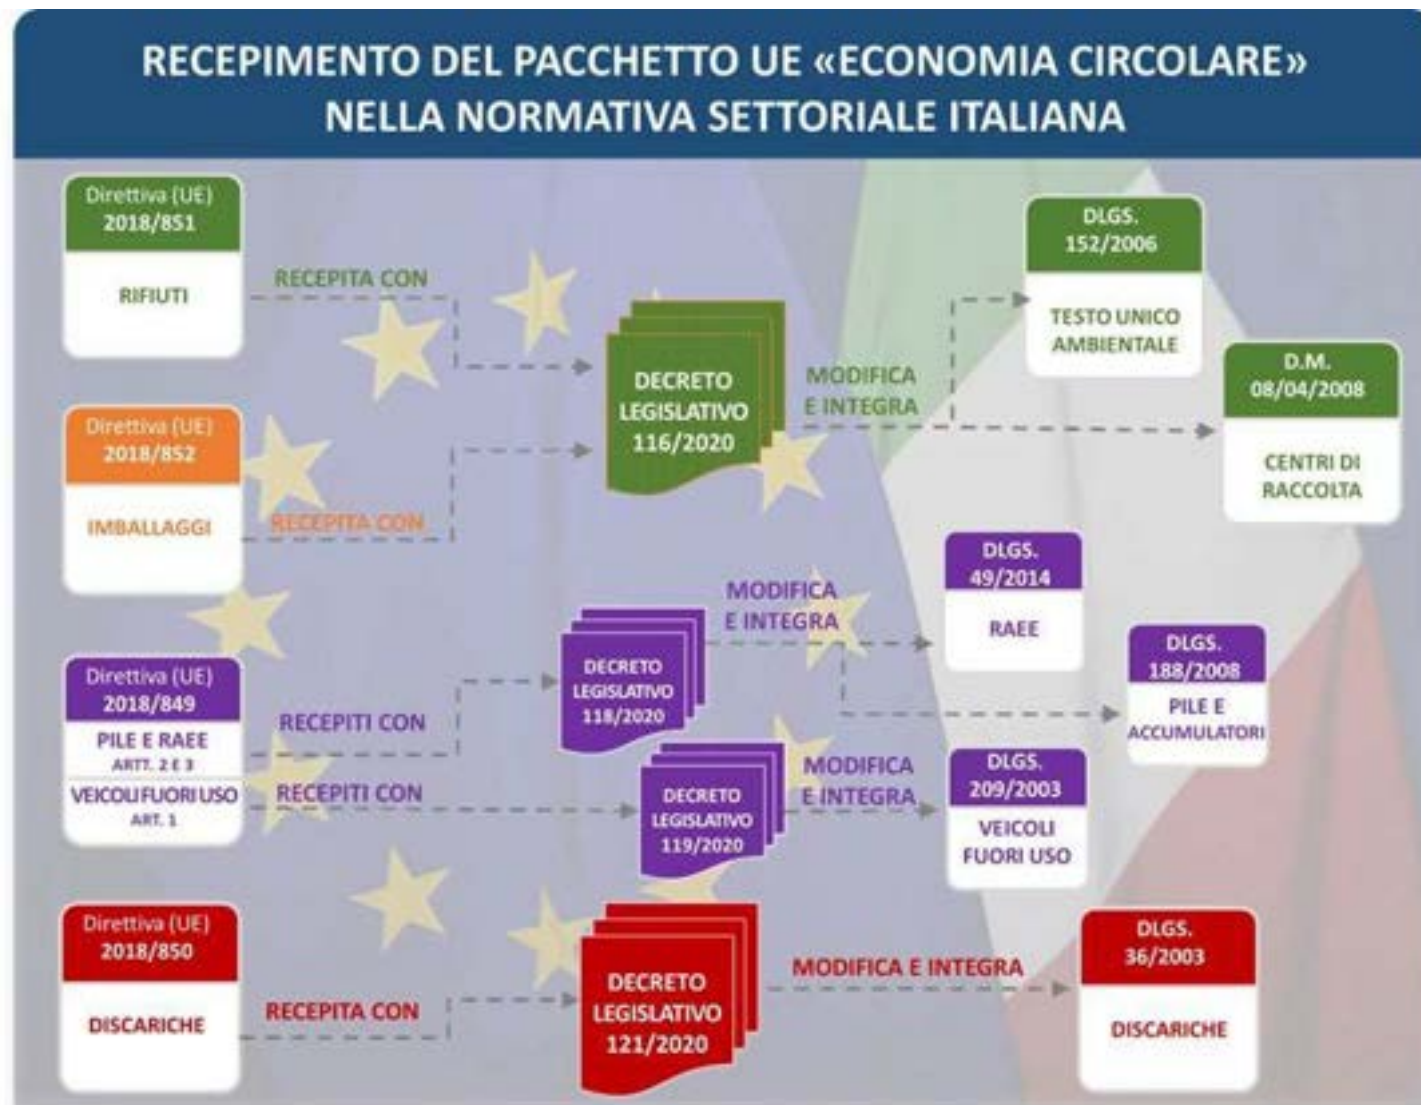 RECEPIMENTO DEL PACCHETTO UE «ECONOMIA CIRCOLARE»
NELLA NORMATIVA SETTORIALE ITALIANA
Direttiva (UE)
2018/851
RIFIUTI
RECEPITA CON
Direttiva (UE)
2018/852
IMBALLAGGI
RECEPITA CON
DECRETO
LEGISLATIVO
116/2020
MODIFICA
E INTEGRA
DLGS.
152/2006
TESTO UNICO
AMBIENTALE
D.M.
08/04/2008
CENTRI DI
RACCOLTA
Direttiva (UE)
2018/849
PILE E RAEE
ARTT. 2 E 3
VEICOLI FUORI USO
ART. 1
RECEPITI CON
RECEPITI CON
DECRETO
LEGISLATIVO
118/2020
MODIFICA
E INTEGRA
DLGS.
49/2014
RAEE
DLGS.
188/2008
PILE E
ACCUMULATORI
DECRETO
LEGISLATIVO
119/2020
MODIFICA
E INTEGRA
DLGS.
209/2003
VEICOLI
FUORI USO
Direttiva (UE)
2018/850
DISCARICHE
RECEPITA CON
DECRETO
LEGISLATIVO
121/2020
MODIFICA E INTEGRA
DLGS.
36/2003
DISCARICHE